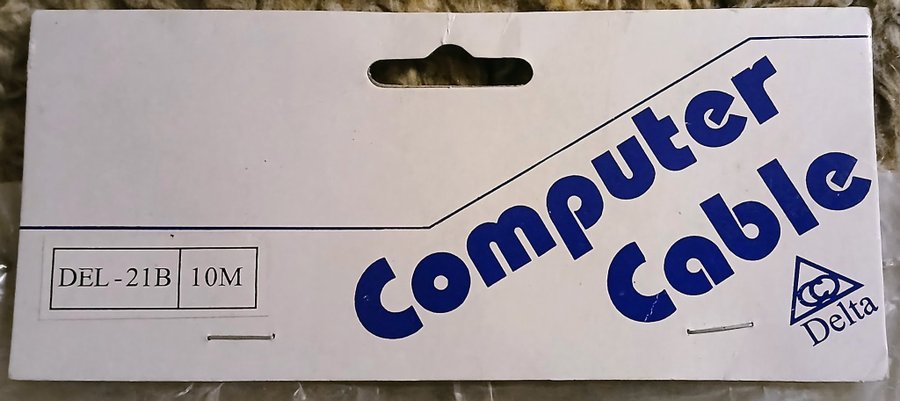 Computer
Cable
DEL-21B 10M
Delta